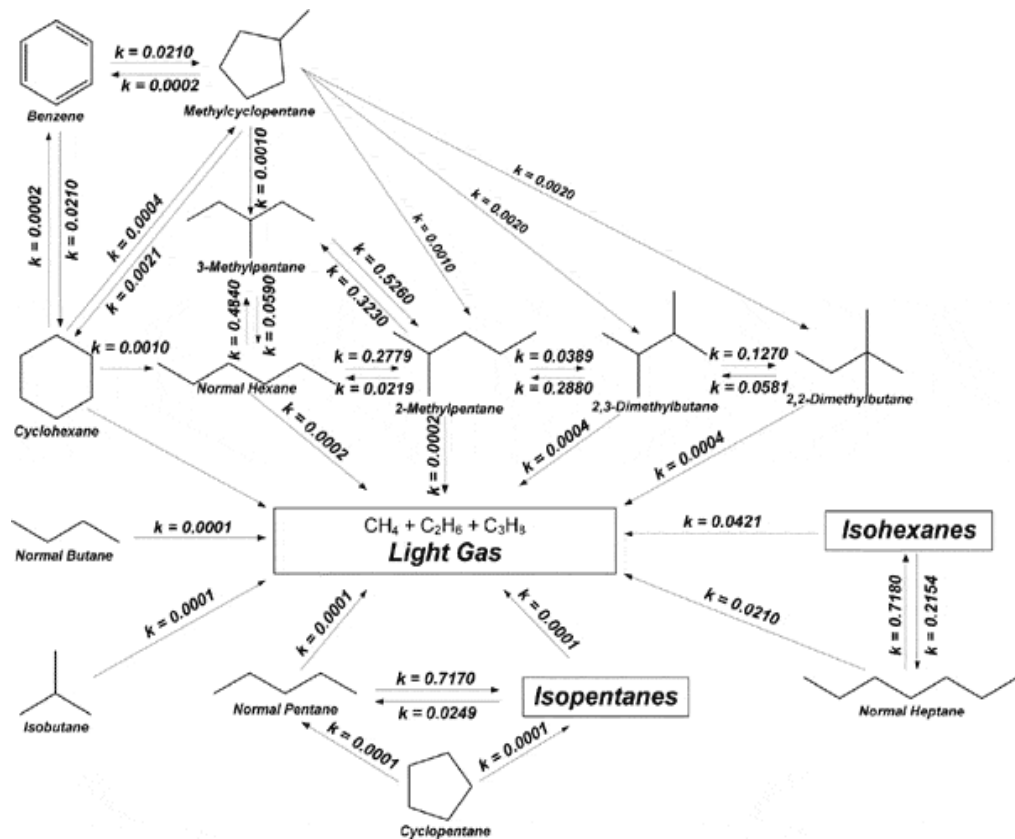 k = 0.0210
k = 0.0002
Benzene
Methylcyclopentane
k = 0.0002
k = 0.0210
k = 0.0004
k = 0.0021
k = 0.0010
k = 0.0010
k = 0.0020
k = 0.0020
3-Methylpentane
k = 0.5260
k = 0.3230
k = 0.4840
k = 0.0590
k = 0.0010
k = 0.2779
k = 0.0219
k = 0.0389
k = 0.2880
k = 0.1270
k = 0.0581
Cyclohexane
Normal Hexane
2-Methylpentane
2,3-Dimethylbutane
2,2-Dimethylbutane
k = 0.0002
k = 0.0002
k = 0.0004
k = 0.0004
Normal Butane
k = 0.0001
CH4 + C2H6 + C3H8
Light Gas
k = 0.0421
Isohexanes
k = 0.0001
k = 0.0001
k = 0.0001
k = 0.0210
k = 0.7180
k = 0.2154
Isobutane
Normal Pentane
k = 0.7170
k = 0.0249
Isopentanes
Normal Heptane
k = 0.0001
k = 0.0001
Cyclopentane